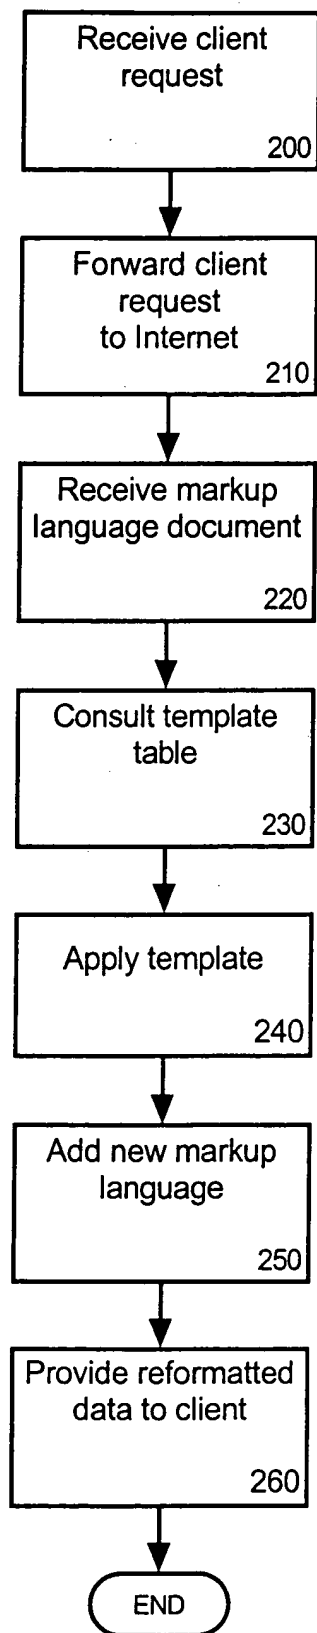 Receive client
request
200
Forward client
request
to Internet
210
Receive markup
language document
220
Consult template
table
230
Apply template
240
Add new markup
language
250
Provide reformatted
data to client
260
END